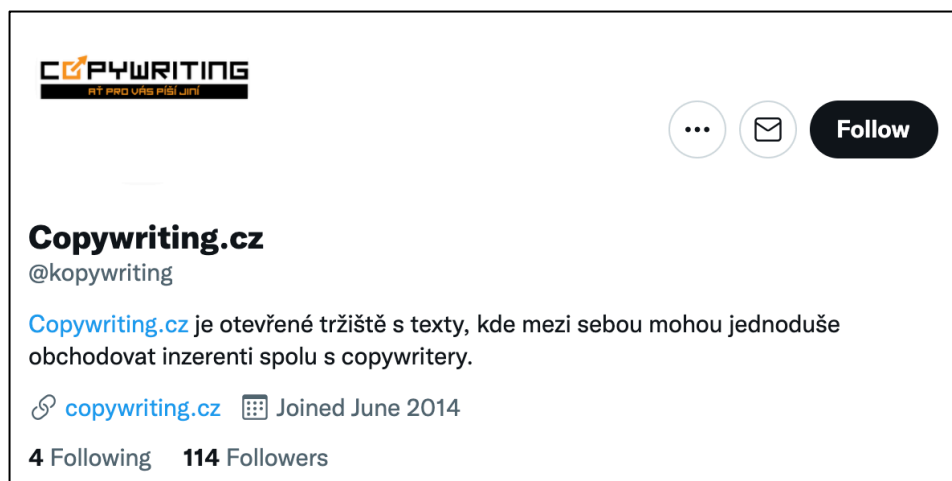 COPYWRITING
AŤ PRO VÁS PÍŠÍ JINÍ
Follow
Copywriting.cz
@kopywriting
Copywriting.cz je otevřené tržiště s texty, kde mezi sebou mohou jednoduše
obchodovat inzerenti spolu s copywritery.
copywriting.cz Joined June 2014
4 Following 114 Followers